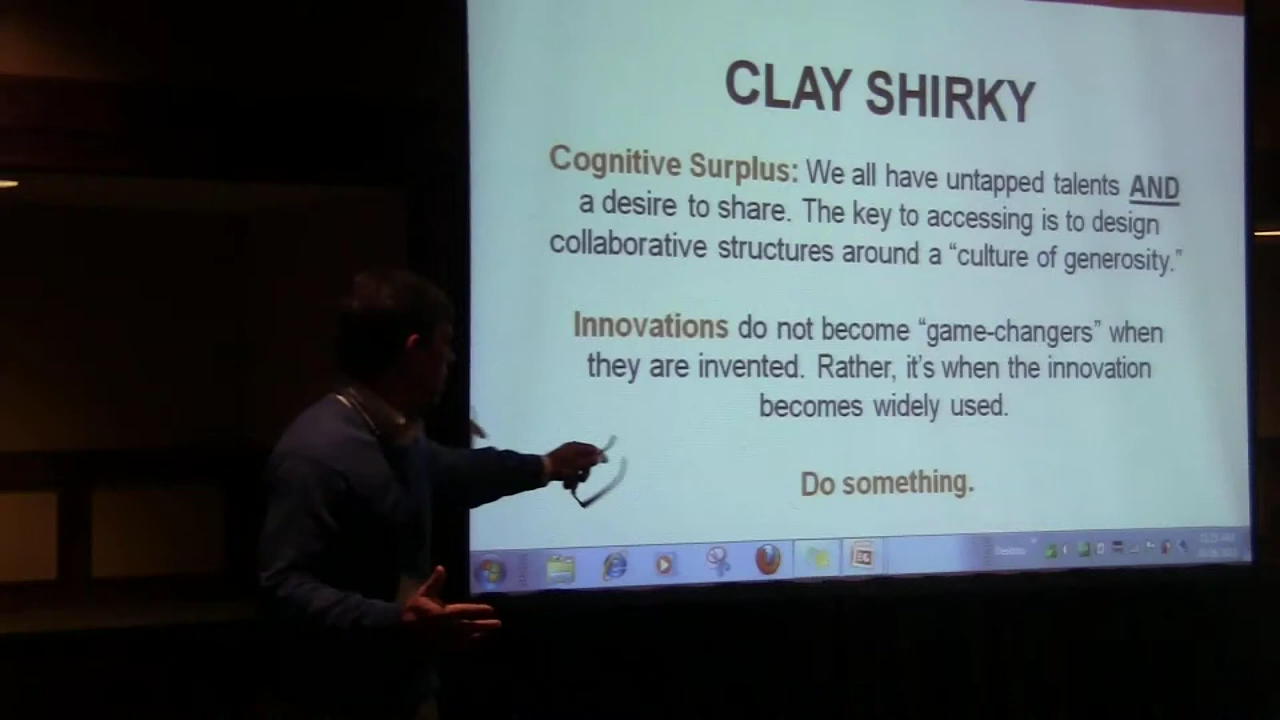 CLAY SHIRKY
Cognitive Surplus: We all have untapped talents AND
a desire to share. The key to accessing is to design
collaborative structures around a “culture of generosity.”
Innovations do not become “game-changers” when
they are invented. Rather, it’s when the innovation
becomes widely used.
Do something.
Desktop